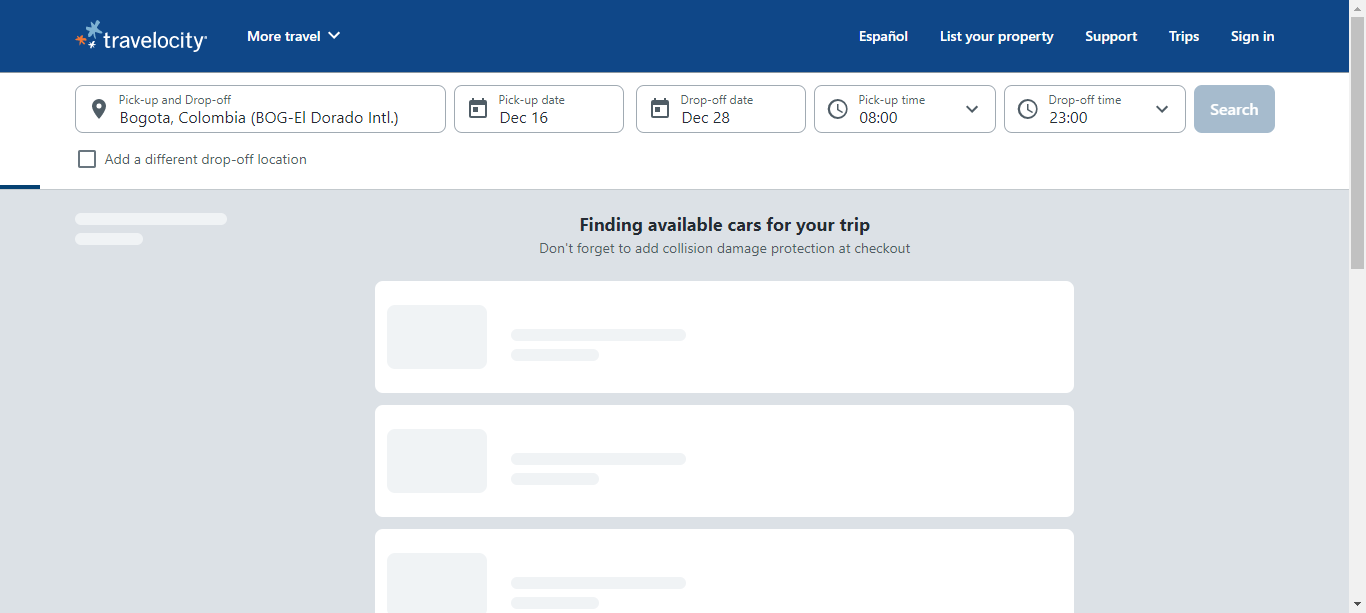 travelocity
More travel
Español
List your property
Support
Trips
Sign in
Pick-up and Drop-off
Bogota, Colombia (BOG-El Dorado Intl.)
Pick-up date
Dec 16
Drop-off date
Dec 28
Pick-up time
08:00
Drop-off time
23:00
Search
Add a different drop-off location
Finding available cars for your trip
Don't forget to add collision damage protection at checkout